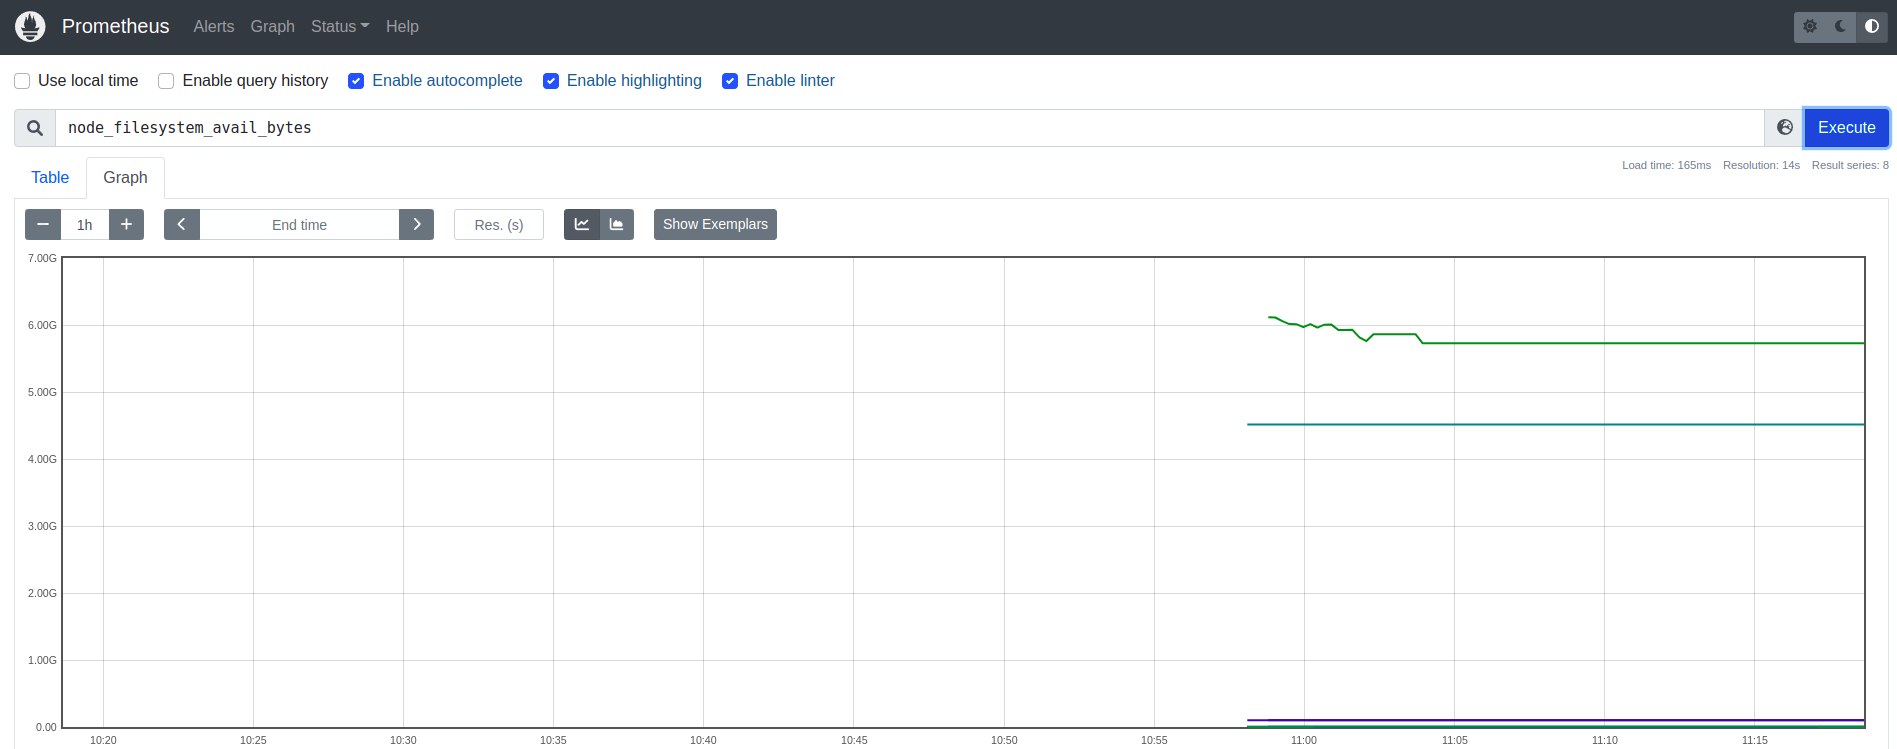 Prometheus Alerts Graph Status Help
Use local time Enable query history Enable autocomplete Enable highlighting Enable linter
node_filesystem_avail_bytes Execute
Load time: 165ms Resolution: 14s Result series: 8
Table Graph
1h End time Res. (s) Show Exemplars
7.00G
6.00G
5.00G
4.00G
3.00G
2.00G
1.00G
0.00
10:20 10:25 10:30 10:35 10:40 10:45 10:50 10:55 11:00 11:05 11:10 11:15